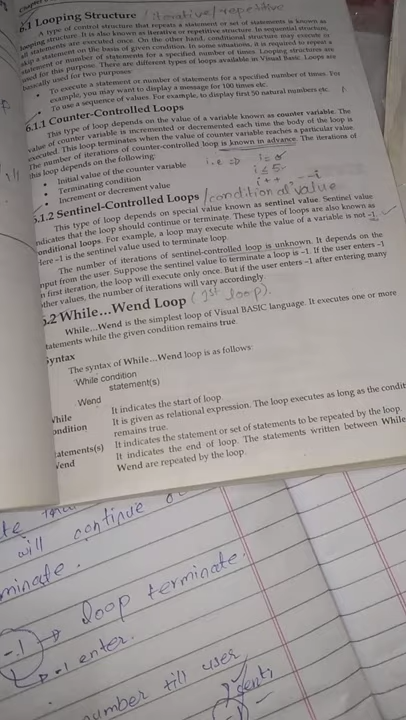 6.1 Looping Structure / iterative/repetitive
A type of control structure that repeats a statement or set of statements is known as
looping structure. It is also known as iterative or repetitive structure. In sequential structure,
all statements are executed once. On the other hand, conditional structure may execute or
skip a statement on the basis of given condition. In some situations, it is required to repeat a
statement or number of statements for a specified number of times. Looping structures are
used for this purpose. There are different types of loops available in Visual Basic. Loops are
basically used for two purposes:
• To execute a statement or number of statements for a specified number of times. For
example, you may want to display a message for 100 times etc.
• To use a sequence of values. For example, to display first 50 natural numbers etc.
6.1.1 Counter-Controlled Loops
This type of loop depends on the value of a variable known as counter variable. The
value of counter variable is incremented or decremented each time the body of the loop is
executed. This loop terminates when the value of counter variable reaches a particular value.
The number of iterations of counter-controlled loop is known in advance. The iterations of
this loop depends on the following:
• Initial value of the counter variable
• Terminating condition
• Increment or decrement value
i.e ⇒ i=0
i≤5
i++ --i
6.1.2 Sentinel-Controlled Loops /conditional value
This type of loop depends on special value known as sentinel value. Sentinel value
indicates that the loop should continue or terminate. These types of loops are also known as
conditional loops. For example, a loop may execute while the value of a variable is not -1.
Here -1 is the sentinel value used to terminate loop.
The number of iterations of sentinel-controlled loop is unknown. It depends on the
input from the user. Suppose the sentinel value to terminate a loop is -1. If the user enters -1
in first iteration, the loop will execute only once. But if the user enters -1 after entering many
other values, the number of iterations will vary accordingly.
6.2 While...Wend Loop (1st loop).
While...Wend is the simplest loop of Visual BASIC language. It executes one or more
statements while the given condition remains true.
Syntax
The syntax of While...Wend loop is as follows:
While condition
statement(s)
Wend
While It indicates the start of loop.
condition It is given as relational expression. The loop executes as long as the condit
remains true.
statements(s) It indicates the statement or set of statements to be repeated by the loop.
Wend It indicates the end of loop. The statements written between While
Wend are repeated by the loop.
will continue
minate.
-1 → loop terminate.
enter.
number till user